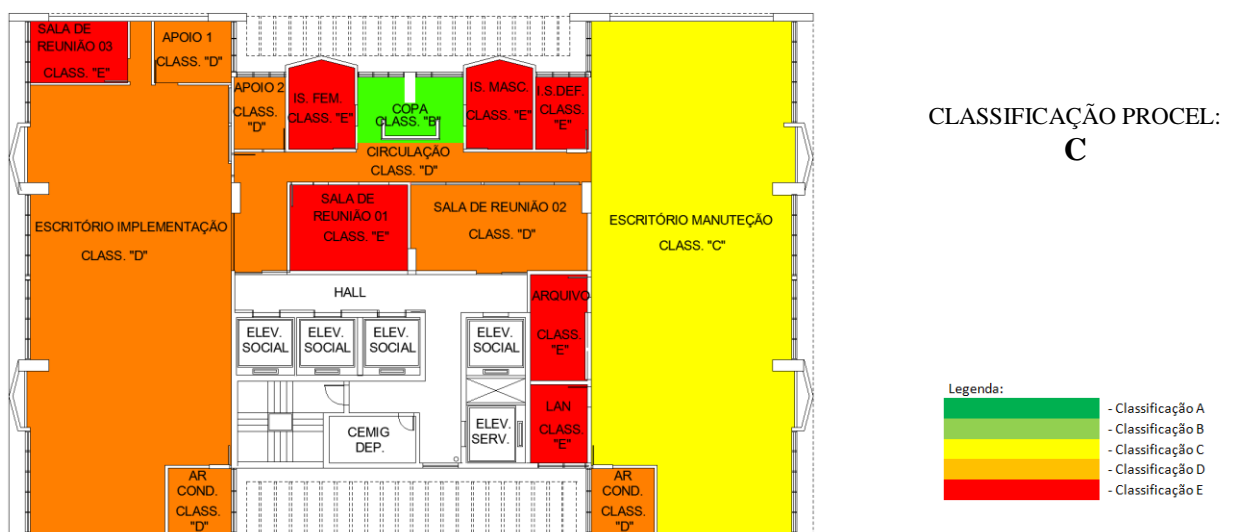 SALA DE
REUNIÃO 03
CLASS. "E"
APOIO 1
CLASS. "D"
APOIO 2
CLASS.
"D"
IS. FEM.
CLASS. "E"
COPA
CLASS. "B"
IS. MASC.
CLASS. "E"
I.S.DEF.
CLASS.
"E"
CIRCULAÇÃO
CLASS. "D"
SALA DE
REUNIÃO 01
CLASS. "E"
SALA DE REUNIÃO 02
CLASS. "D"
ESCRITÓRIO IMPLEMENTAÇÃO
CLASS. "D"
ESCRITÓRIO MANUTEÇÃO
CLASS. "C"
HALL
ELEV.
SOCIAL
ELEV.
SOCIAL
ELEV.
SOCIAL
ELEV.
SOCIAL
ARQUIVO
CLASS.
"E"
LAN
CLASS.
"E"
ELEV.
SERV.
CEMIG
DEP.
AR
COND.
CLASS.
"D"
AR
COND.
CLASS.
"D"
CLASSIFICAÇÃO PROCEL:
C
Legenda:
- Classificação A
- Classificação B
- Classificação C
- Classificação D
- Classificação E